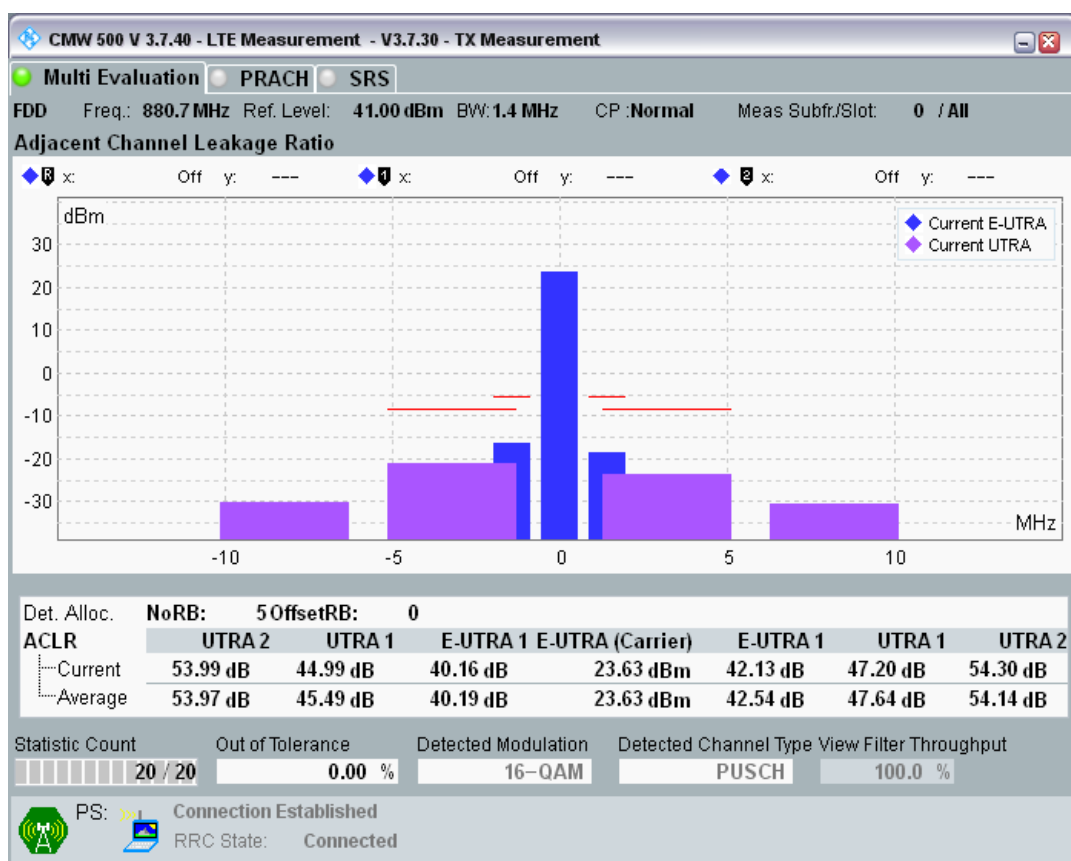 CMW 500 V 3.7.40 - LTE Measurement - V3.7.30 - TX Measurement
Multi Evaluation PRACH SRS
FDD Freq.: 880.7 MHz Ref. Level: 41.00 dBm BW: 1.4 MHz CP :Normal Meas Subfr./Slot: 0 / All
Adjacent Channel Leakage Ratio
R x: Off y: --- 1 x: Off y: --- 2 x: Off y: ---
dBm
Current E-UTRA
Current UTRA
30
20
10
0
-10
-20
-30
MHz
-10 -5 0 5 10
Det. Alloc. NoRB: 5 OffsetRB: 0
ACLR UTRA 2 UTRA 1 E-UTRA 1 E-UTRA (Carrier) E-UTRA 1 UTRA 1 UTRA 2
Current 53.99 dB 44.99 dB 40.16 dB 23.63 dBm 42.13 dB 47.20 dB 54.30 dB
Average 53.97 dB 45.49 dB 40.19 dB 23.63 dBm 42.54 dB 47.64 dB 54.14 dB
Statistic Count Out of Tolerance Detected Modulation Detected Channel Type View Filter Throughput
20 / 20 0.00 % 16-QAM PUSCH 100.0 %
PS: Connection Established
RRC State: Connected